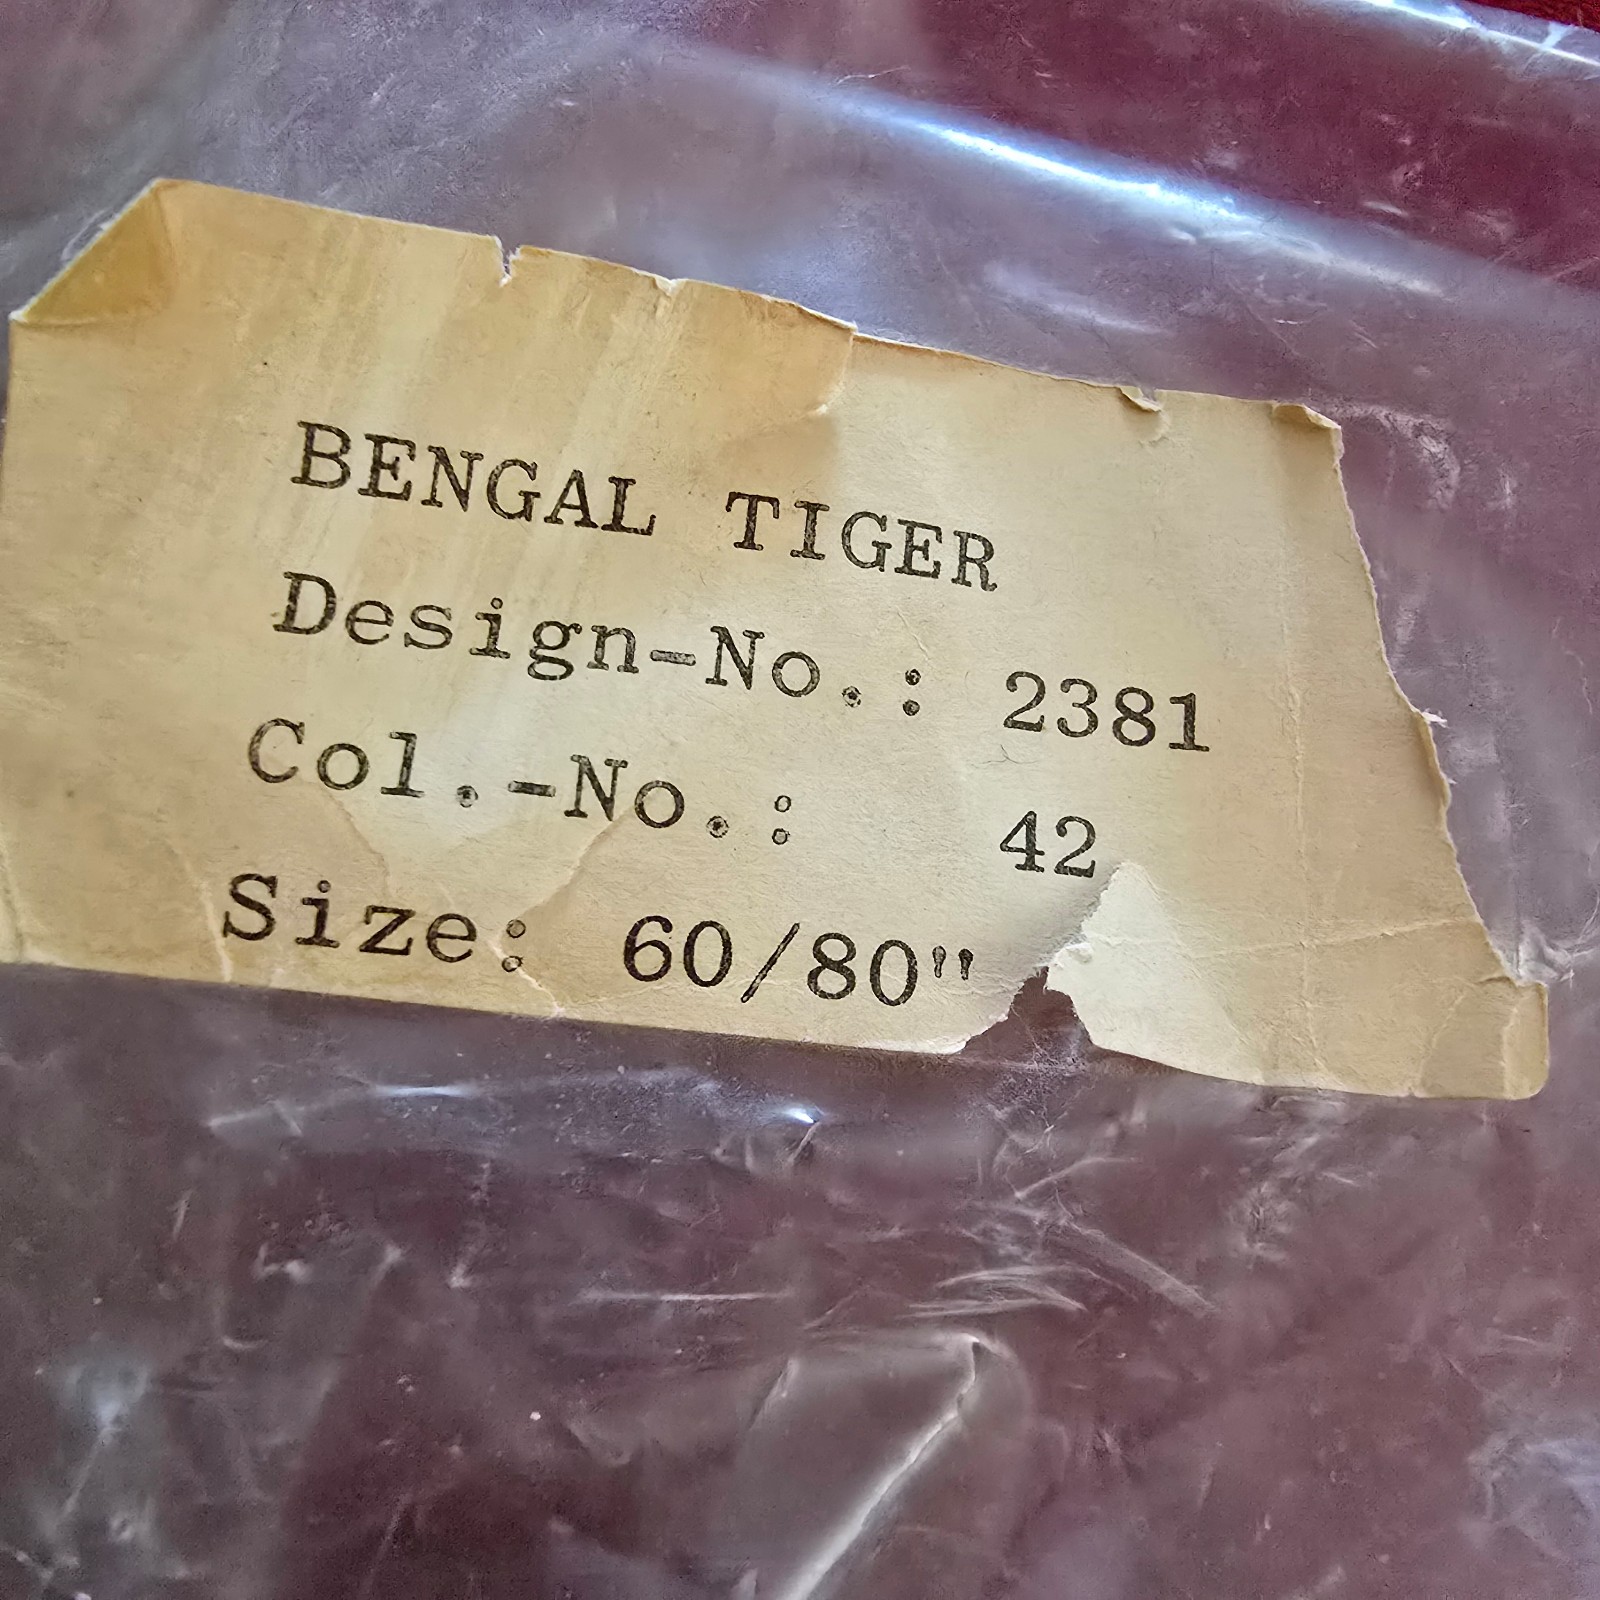 BENGAL TIGER
Design-No.: 2381
Col.-No.: 42
Size: 60/80"